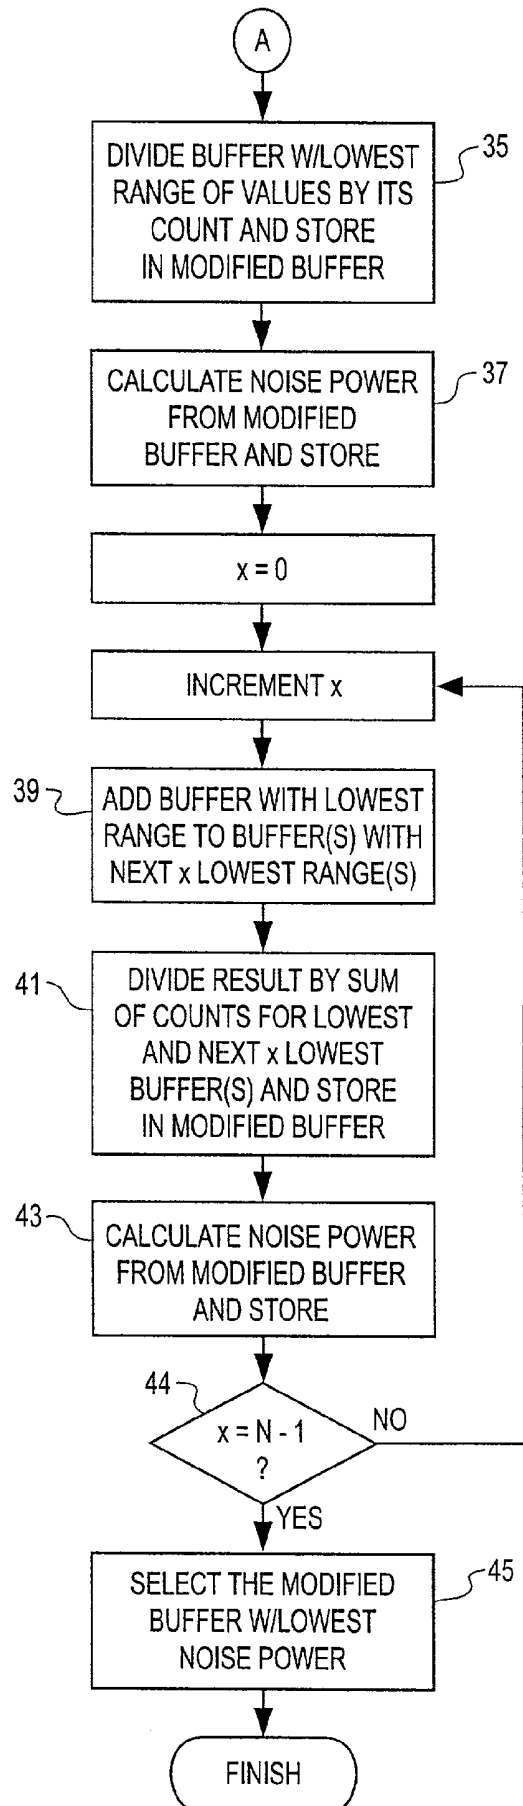 A
DIVIDE BUFFER W/LOWEST
RANGE OF VALUES BY ITS
COUNT AND STORE
IN MODIFIED BUFFER
35
CALCULATE NOISE POWER
FROM MODIFIED
BUFFER AND STORE
37
x = 0
INCREMENT x
39
ADD BUFFER WITH LOWEST
RANGE TO BUFFER(S) WITH
NEXT x LOWEST RANGE(S)
41
DIVIDE RESULT BY SUM
OF COUNTS FOR LOWEST
AND NEXT x LOWEST
BUFFER(S) AND STORE
IN MODIFIED BUFFER
43
CALCULATE NOISE POWER
FROM MODIFIED BUFFER
AND STORE
44
x = N - 1
?
NO
YES
SELECT THE MODIFIED
BUFFER W/LOWEST
NOISE POWER
45
FINISH